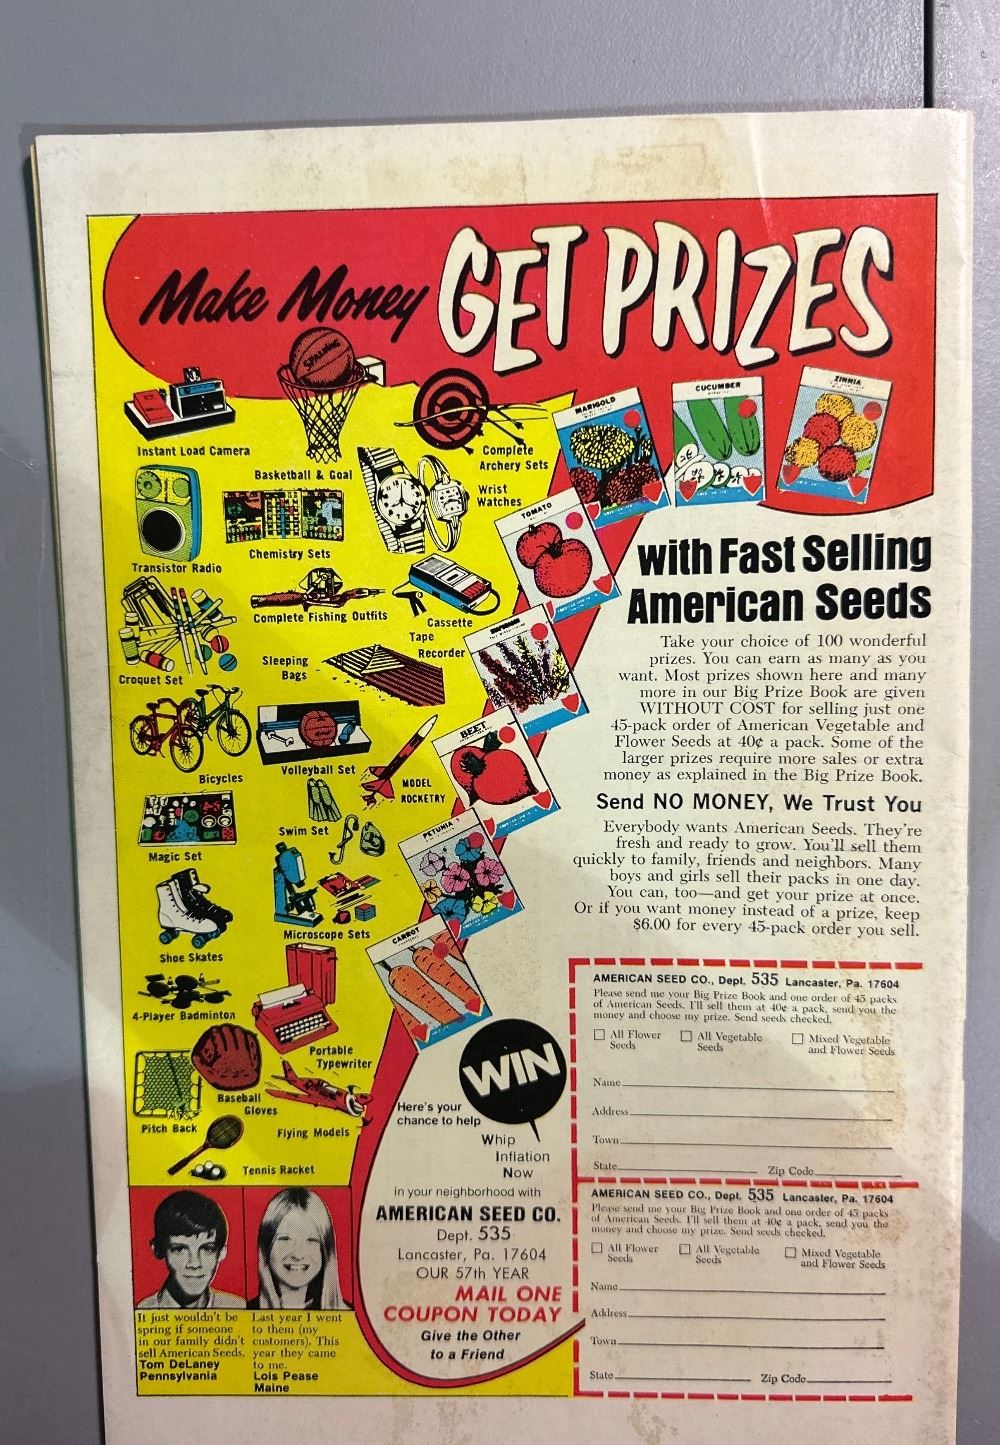 Make Money GET PRIZES
SPALDING
Instant Load Camera
Basketball & Goal
Complete
Archery Sets
MARIGOLD
CUCUMBER
ZINNIA
Transistor Radio
Chemistry Sets
Wrist
Watches
TOMATO
Complete Fishing Outfits
Cassette
Tape
Recorder
Croquet Set
Sleeping
Bags
Bicycles
Volleyball Set
MODEL
ROCKETRY
BEET
Magic Set
Swim Set
PETUNIA
Shoe Skates
Microscope Sets
CARROT
4-Player Badminton
Portable
Typewriter
Pitch Back
Baseball
Gloves
Flying Models
Tennis Racket
with Fast Selling
American Seeds
Take your choice of 100 wonderful
prizes. You can earn as many as you
want. Most prizes shown here and many
more in our Big Prize Book are given
WITHOUT COST for selling just one
45-pack order of American Vegetable and
Flower Seeds at 40¢ a pack. Some of the
larger prizes require more sales or extra
money as explained in the Big Prize Book.
Send NO MONEY, We Trust You
Everybody wants American Seeds. They're
fresh and ready to grow. You'll sell them
quickly to family, friends and neighbors. Many
boys and girls sell their packs in one day.
You can, too—and get your prize at once.
Or if you want money instead of a prize, keep
$6.00 for every 45-pack order you sell.
WIN
Here's your
chance to help
Whip
Inflation
Now
in your neighborhood with
AMERICAN SEED CO.
Dept. 535
Lancaster, Pa. 17604
OUR 57th YEAR
MAIL ONE
COUPON TODAY
Give the Other
to a Friend
It just wouldn't be
spring if someone
in our family didn't
sell American Seeds.
Tom DeLaney
Pennsylvania
Last year I went
to them (my
customers). This
year they came
to me.
Lois Pease
Maine
AMERICAN SEED CO., Dept. 535 Lancaster, Pa. 17604
Please send me your Big Prize Book and one order of 45 packs
of American Seeds. I'll sell them at 40¢ a pack, send you the
money and choose my prize. Send seeds checked.
All Flower
Seeds
All Vegetable
Seeds
Mixed Vegetable
and Flower Seeds
Name
Address
Town
State Zip Code
AMERICAN SEED CO., Dept. 535 Lancaster, Pa. 17604
Please send me your Big Prize Book and one order of 45 packs
of American Seeds. I'll sell them at 40¢ a pack, send you the
money and choose my prize. Send seeds checked.
All Flower
Seeds
All Vegetable
Seeds
Mixed Vegetable
and Flower Seeds
Name
Address
Town
State Zip Code